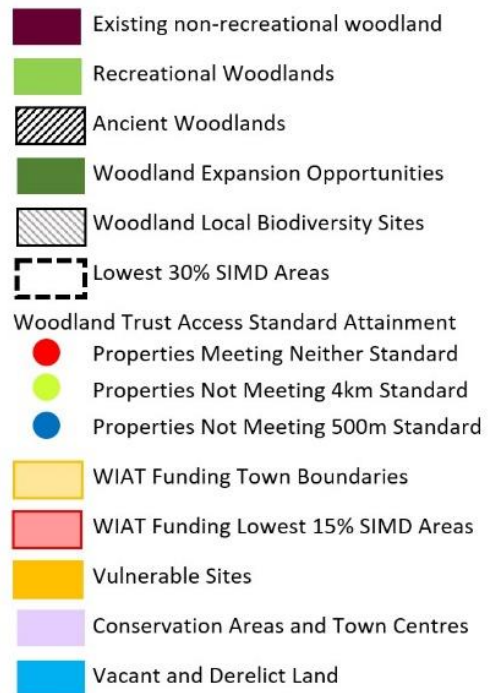 Existing non-recreational woodland
Recreational Woodlands
Ancient Woodlands
Woodland Expansion Opportunities
Woodland Local Biodiversity Sites
Lowest 30% SIMD Areas
Woodland Trust Access Standard Attainment
Properties Meeting Neither Standard
Properties Not Meeting 4km Standard
Properties Not Meeting 500m Standard
WIAT Funding Town Boundaries
WIAT Funding Lowest 15% SIMD Areas
Vulnerable Sites
Conservation Areas and Town Centres
Vacant and Derelict Land